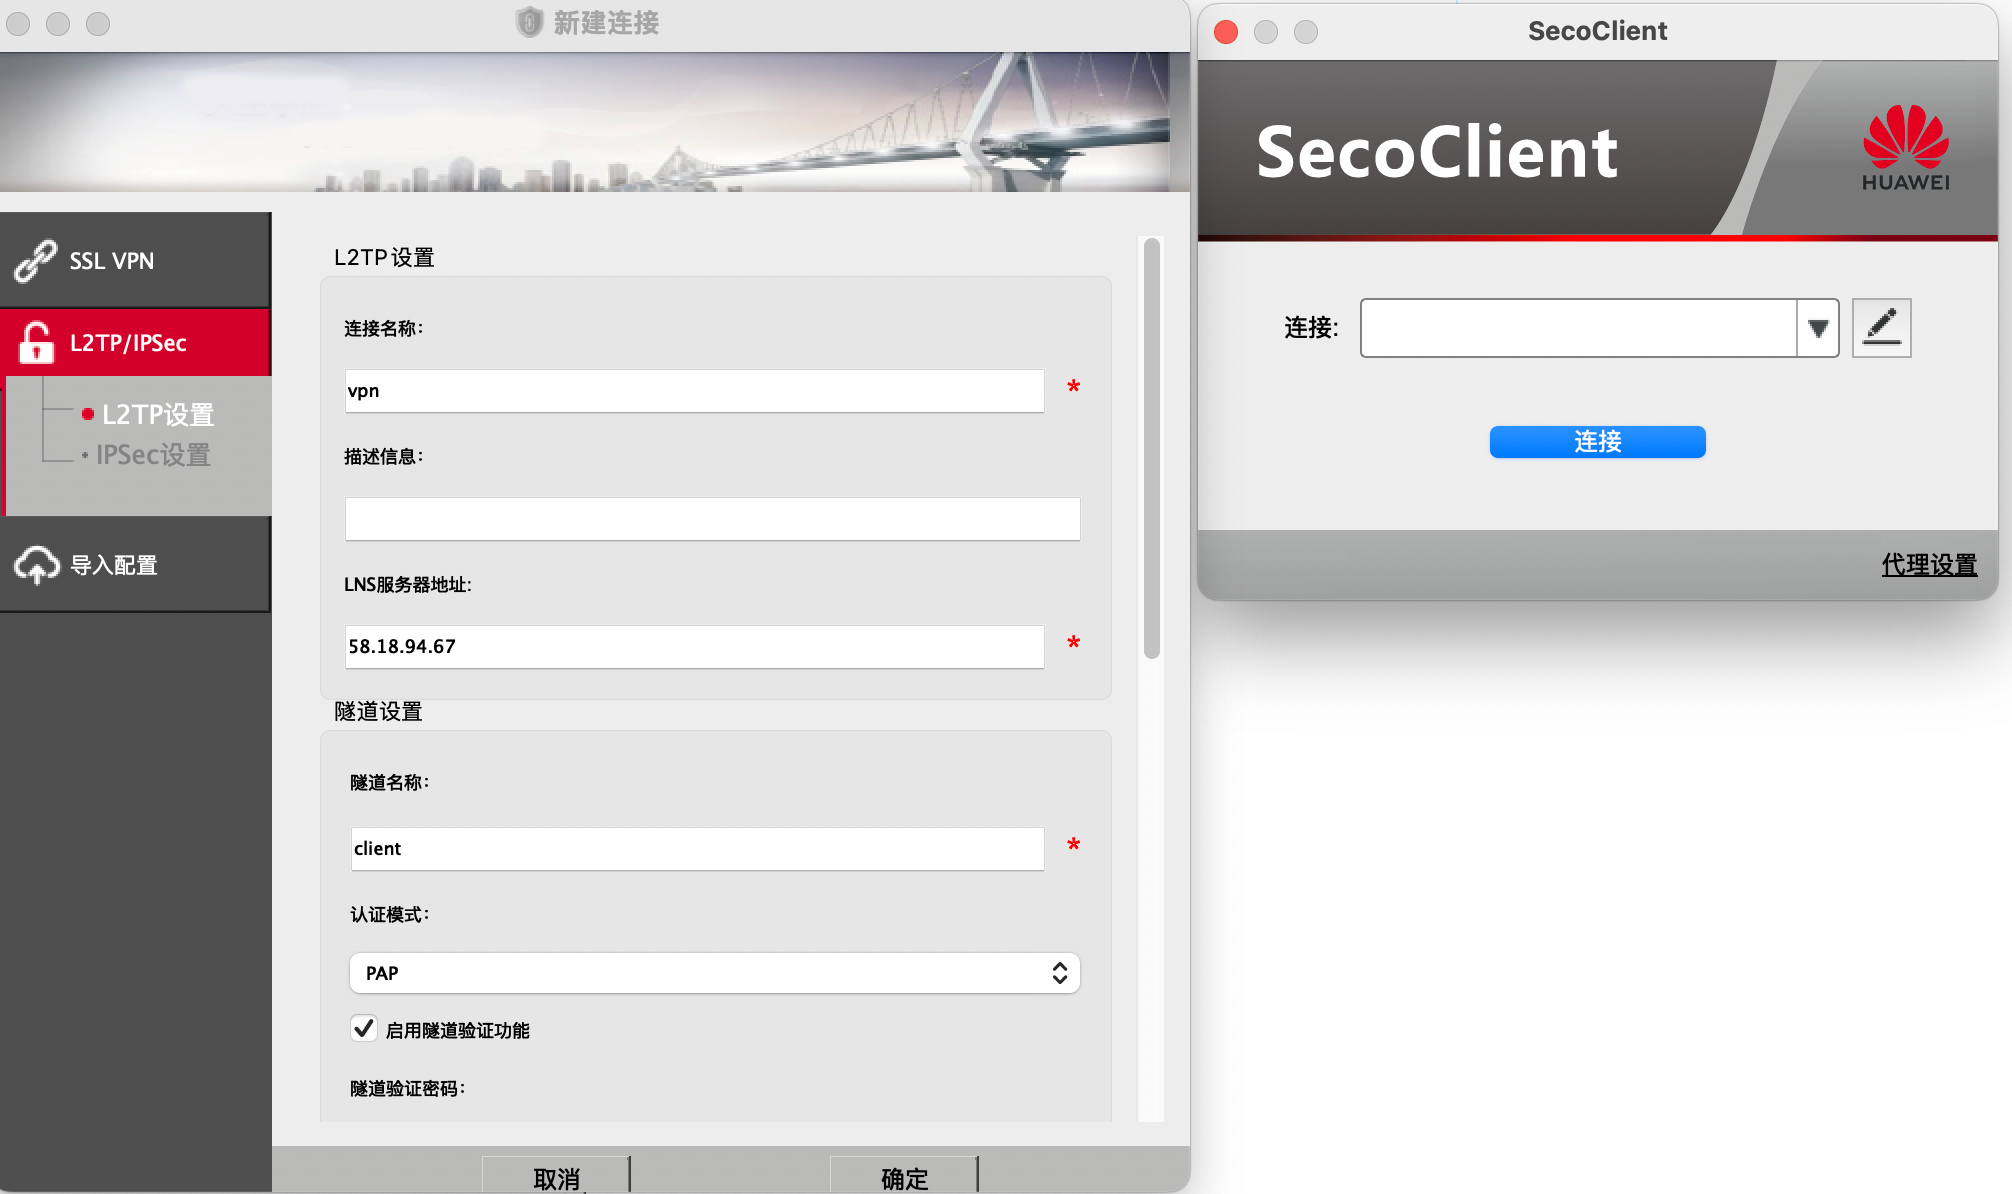 新建连接
SSL VPN
L2TP/IPSec
L2TP设置
IPSec设置
导入配置
L2TP设置
连接名称:
vpn
*
描述信息:
LNS服务器地址:
58.18.94.67
*
隧道设置
隧道名称:
client
*
认证模式:
PAP
启用隧道验证功能
隧道验证密码:
取消
确定
SecoClient
SecoClient
HUAWEI
连接:
连接
代理设置